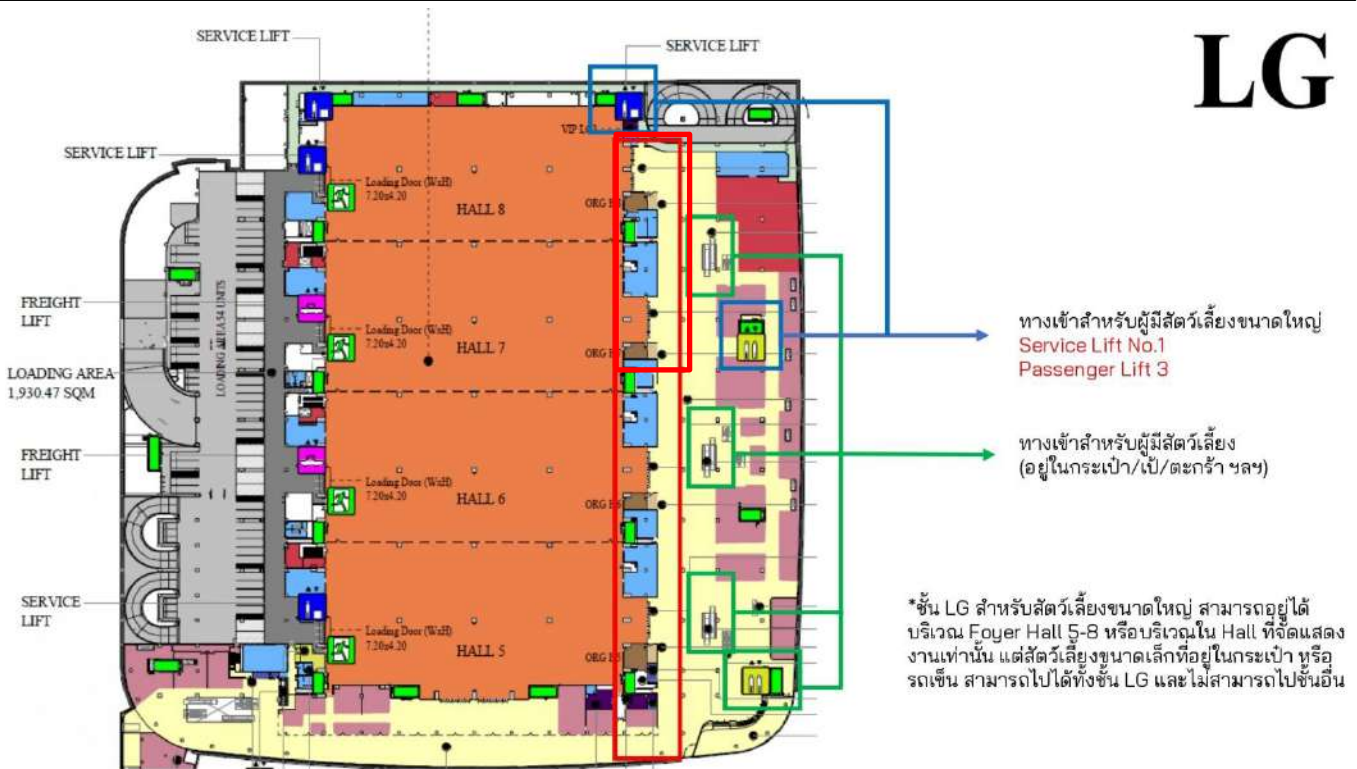 LG
SERVICE LIFT
SERVICE LIFT
SERVICE LIFT
Loading Door (WxH)
7.20x4.20
HALL 8
FREIGHT
LIFT
LOADING AREA 54 UNITS
Loading Door (WxH)
7.20x4.20
HALL 7
LOADING AREA
1,930.47 SQM
FREIGHT
LIFT
Loading Door (WxH)
7.20x4.20
HALL 6
SERVICE
LIFT
Loading Door (WxH)
7.20x4.20
HALL 5
ทางเข้าสำหรับผู้มีสัตว์เลี้ยงขนาดใหญ่
Service Lift No.1
Passenger Lift 3
ทางเข้าสำหรับผู้มีสัตว์เลี้ยง
(อยู่ในกระเป๋า/เป้/ตะกร้า ฯลฯ)
*ชั้น LG สำหรับสัตว์เลี้ยงขนาดใหญ่ สามารถอยู่ได้
บริเวณ Foyer Hall 5-8 หรือบริเวณใน Hall ที่จัดแสดง
งานเท่านั้น แต่สัตว์เลี้ยงขนาดเล็กที่อยู่ในกระเป๋า หรือ
รถเข็น สามารถไปได้ทั้งชั้น LG และไม่สามารถไปชั้นอื่น